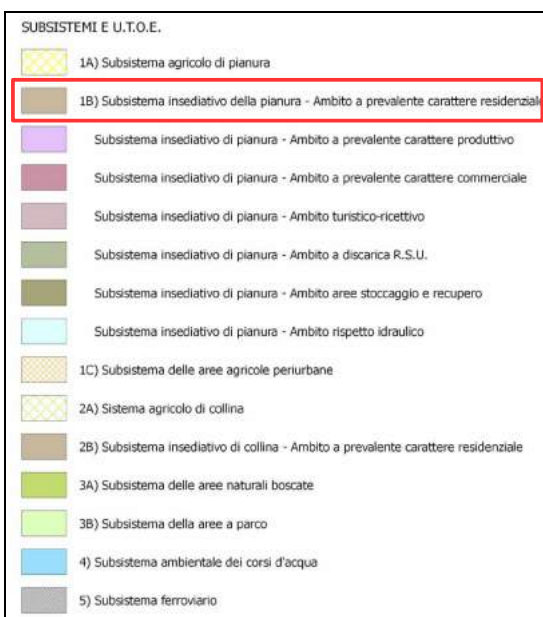 SUBSISTEMI E U.T.O.E.
1A) Subsistema agricolo di pianura
1B) Subsistema insediativo della pianura - Ambito a prevalente carattere residenziale
Subsistema insediativo di pianura - Ambito a prevalente carattere produttivo
Subsistema insediativo di pianura - Ambito a prevalente carattere commerciale
Subsistema insediativo di pianura - Ambito turistico-ricettivo
Subsistema insediativo di pianura - Ambito a discarica R.S.U.
Subsistema insediativo di pianura - Ambito aree stoccaggio e recupero
Subsistema insediativo di pianura - Ambito rispetto idraulico
1C) Subsistema delle aree agricole periurbane
2A) Sistema agricolo di collina
2B) Subsistema insediativo di collina - Ambito a prevalente carattere residenziale
3A) Subsistema delle aree naturali boscate
3B) Subsistema della aree a parco
4) Subsistema ambientale dei corsi d'acqua
5) Subsistema ferroviario